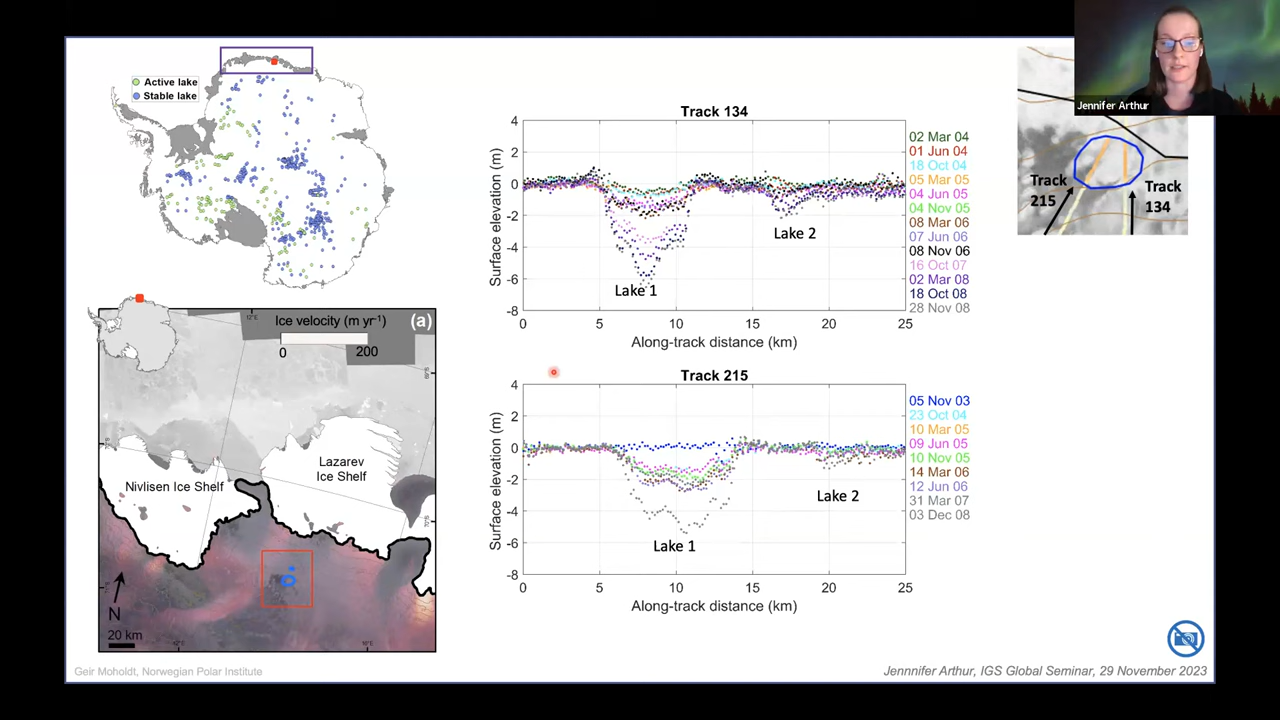 Jennifer Arthur
Active lake
Stable lake
Track 134
Surface elevation (m)
4
2
0
-2
-4
-6
-8
0
5
10
15
20
25
Along-track distance (km)
Lake 1
Lake 2
02 Mar 04
01 Jun 04
18 Oct 04
05 Mar 05
04 Jun 05
04 Nov 05
08 Mar 06
07 Jun 06
08 Nov 06
16 Oct 07
02 Mar 08
18 Oct 08
28 Nov 08
Track
215
Track
134
Ice velocity (m yr⁻¹)
(a)
0
200
Nivlisen Ice Shelf
Lazarev
Ice Shelf
N
20 km
Track 215
Surface elevation (m)
4
2
0
-2
-4
-6
-8
0
5
10
15
20
25
Along-track distance (km)
Lake 1
Lake 2
05 Nov 03
23 Oct 04
10 Mar 05
09 Jun 05
10 Nov 05
14 Mar 06
12 Jun 06
31 Mar 07
03 Dec 08
Geir Moholdt, Norwegian Polar Institute
Jennnifer Arthur, IGS Global Seminar, 29 November 2023